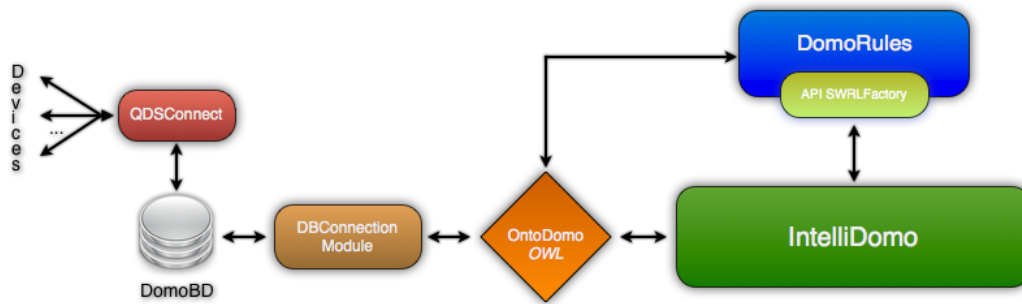 Devices
...
QDSConnect
DomoBD
DBConnection
Module
OntoDomo
OWL
DomoRules
API SWRLFactory
IntelliDomo